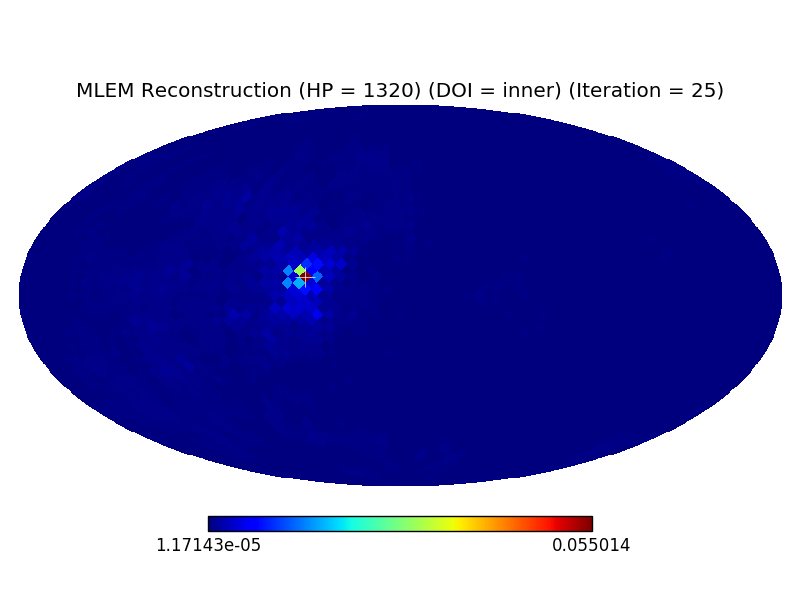 MLEM Reconstruction (HP = 1320) (DOI = inner) (Iteration = 25)
1.17143e-05 0.055014